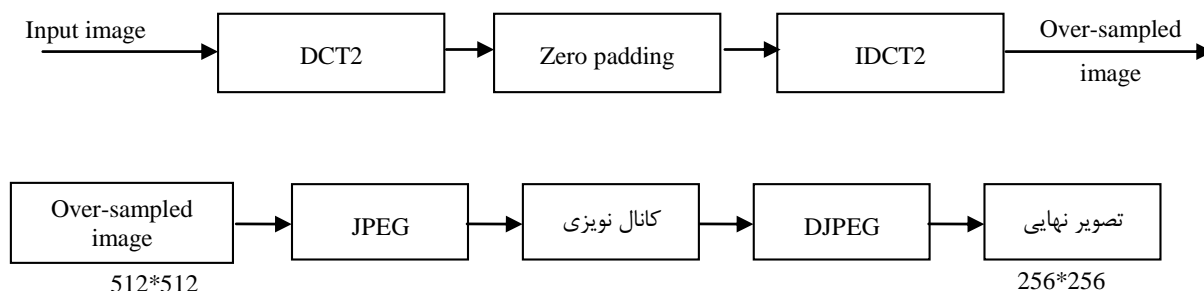 Input image
DCT2
Zero padding
IDCT2
Over-sampled
image
Over-sampled
image
JPEG
کانال نویزی
DJPEG
تصویر نهایی
512*512
256*256